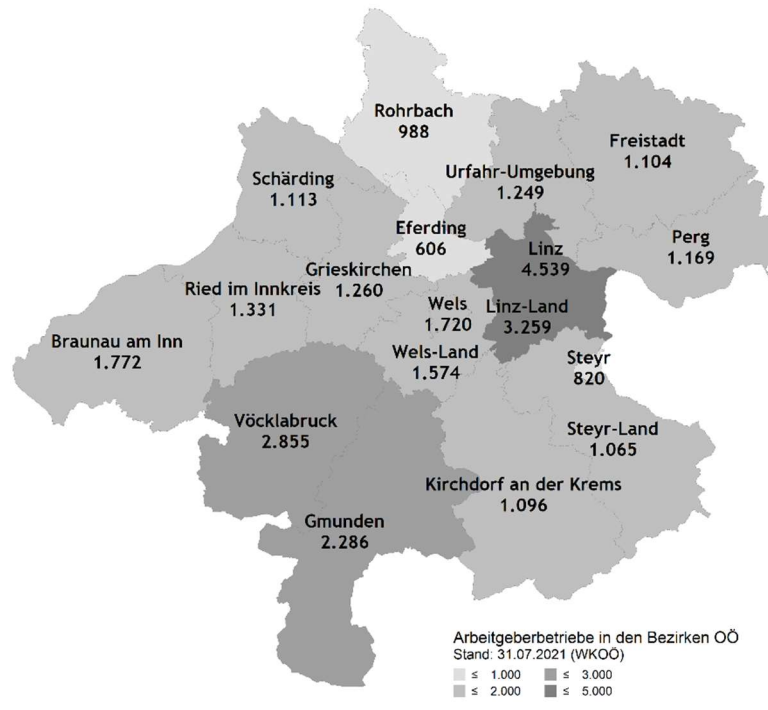 Rohrbach
988
Freistadt
1.104
Urfahr-Umgebung
1.249
Schärding
1.113
Eferding
606
Linz
4.539
Perg
1.169
Grieskirchen
1.260
Ried im Innkreis
1.331
Wels
1.720
Linz-Land
3.259
Braunau am Inn
1.772
Wels-Land
1.574
Steyr
820
Vöcklabruck
2.855
Steyr-Land
1.065
Kirchdorf an der Krems
1.096
Gmunden
2.286
Arbeitgeberbetriebe in den Bezirken OÖ
Stand: 31.07.2021 (WKOÖ)
≤ 1.000 ≤ 3.000
≤ 2.000 ≤ 5.000